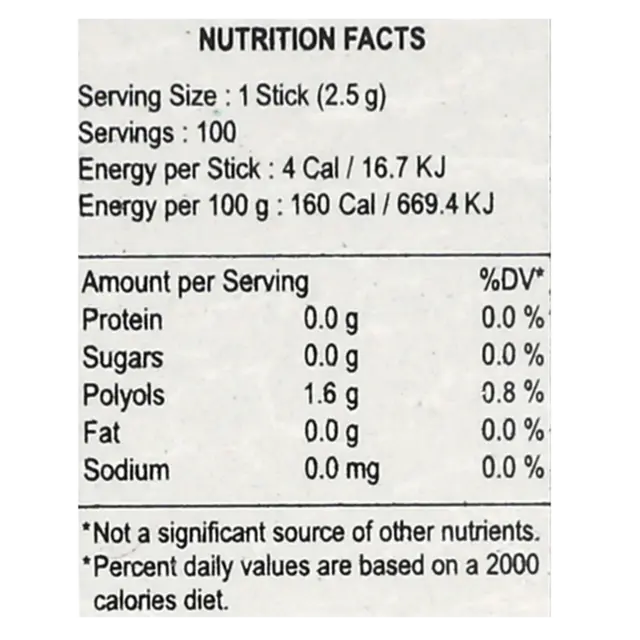 NUTRITION FACTS
Serving Size : 1 Stick (2.5 g)
Servings : 100
Energy per Stick : 4 Cal / 16.7 KJ
Energy per 100 g : 160 Cal / 669.4 KJ
Amount per Serving %DV*
Protein 0.0 g 0.0 %
Sugars 0.0 g 0.0 %
Polyols 1.6 g 0.8 %
Fat 0.0 g 0.0 %
Sodium 0.0 mg 0.0 %
*Not a significant source of other nutrients.
*Percent daily values are based on a 2000
calories diet.